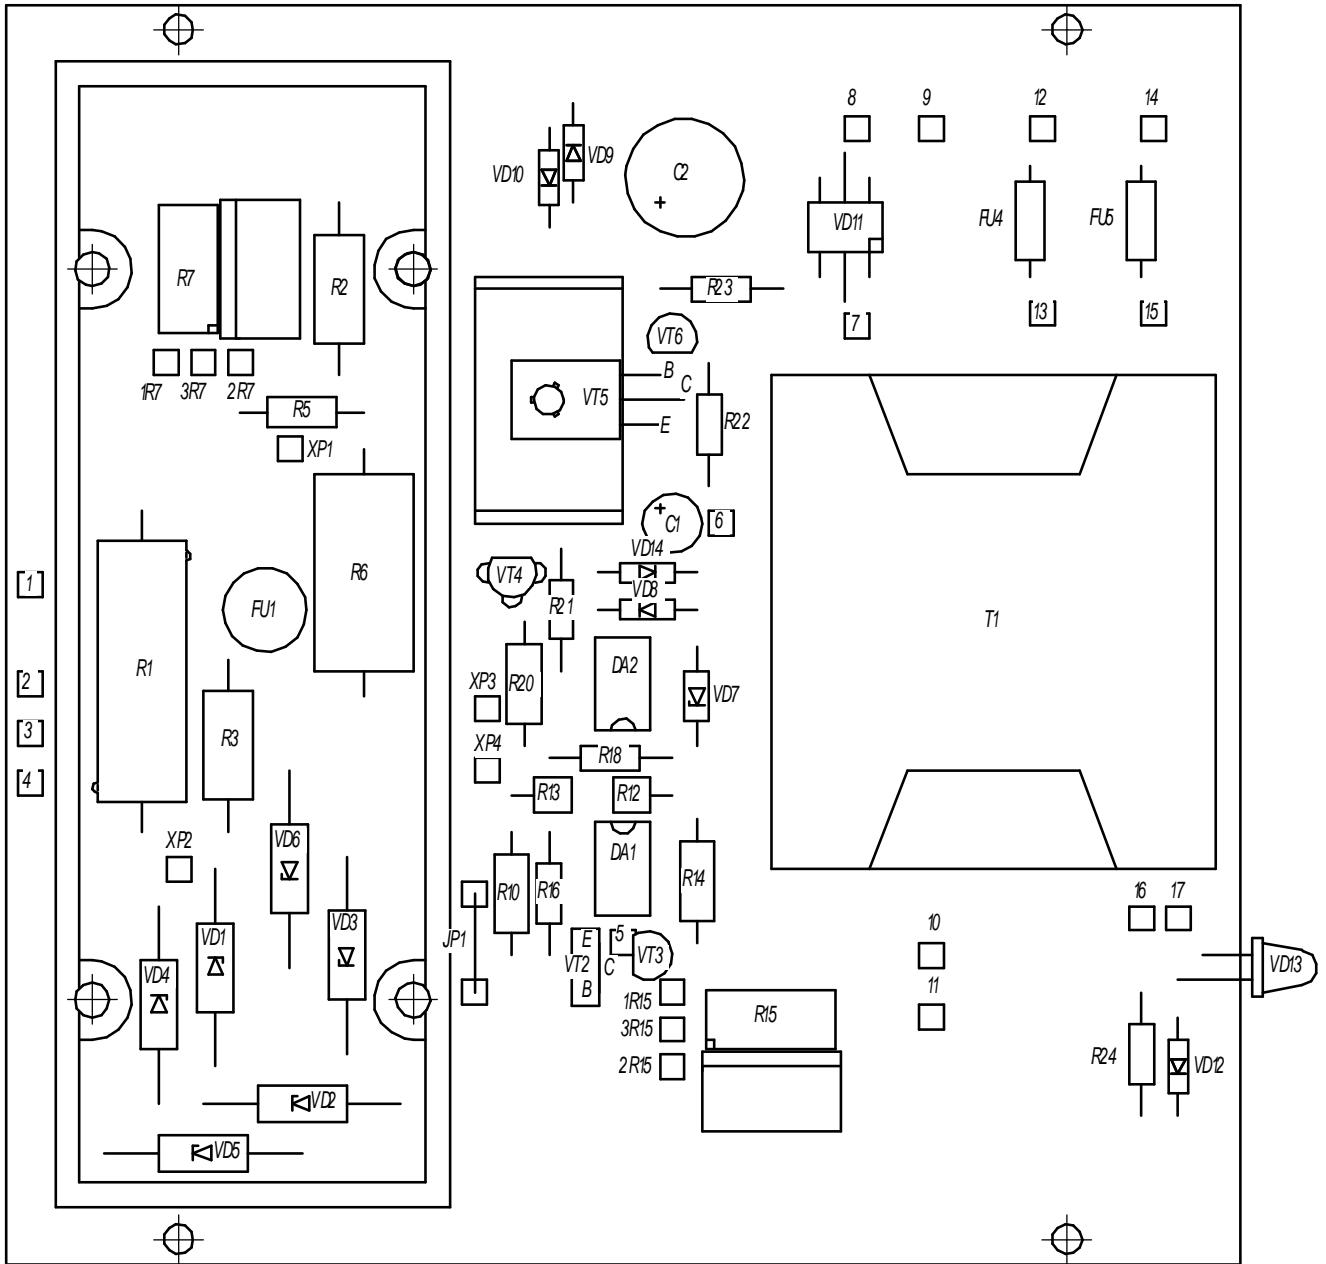 8
9
12
14
VD10
VD9
C2
VD11
FU4
FU5
R7
R2
R23
7
13
15
VT6
1R7
3R7
2R7
B
VT5
C
R5
E
R22
XP1
C1
6
VD14
R6
VT4
VD8
1
FU1
R21
T1
R1
DA2
2
XP3
R20
VD7
3
R3
XP4
R18
4
R13
R12
VD6
XP2
DA1
R10
R16
R14
16
17
VD3
10
VD1
JP1
E
5
VT2
C
VT3
VD13
VD4
B
11
1R15
R15
3R15
2R15
R24
VD12
VD2
VD5